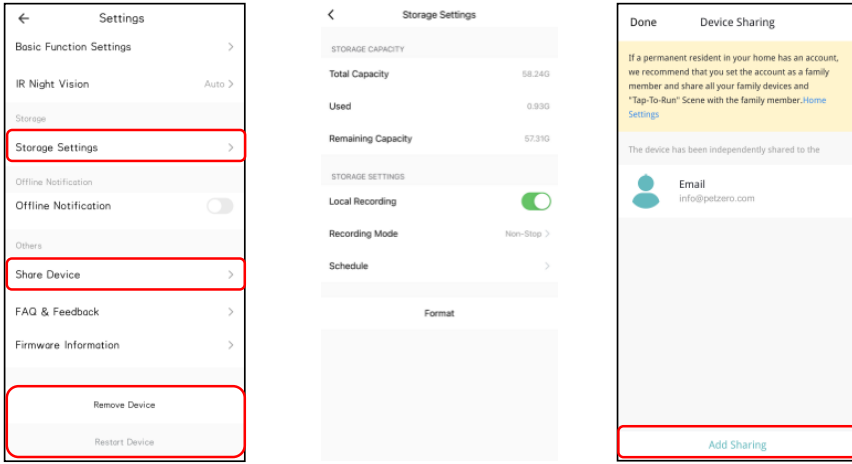 Settings
Basic Function Settings
IR Night Vision Auto
Storage
Storage Settings
Offline Notification
Offline Notification
Others
Share Device
FAQ & Feedback
Firmware Information
Remove Device
Restort Device
Storage Settings
STORAGE CAPACITY
Total Capacity 58.24G
Used 0.93G
Remaining Capacity 57.31G
STORAGE SETTINGS
Local Recording
Recording Mode Non-Stop
Schedule
Format
Done Device Sharing
If a permanent resident in your home has an account,
we recommend that you set the account as a family
member and share all your family devices and
"Tap-To-Run" Scene with the family member.Home
Settings
The device has been independently shared to the
Email
info@petzero.com
Add Sharing